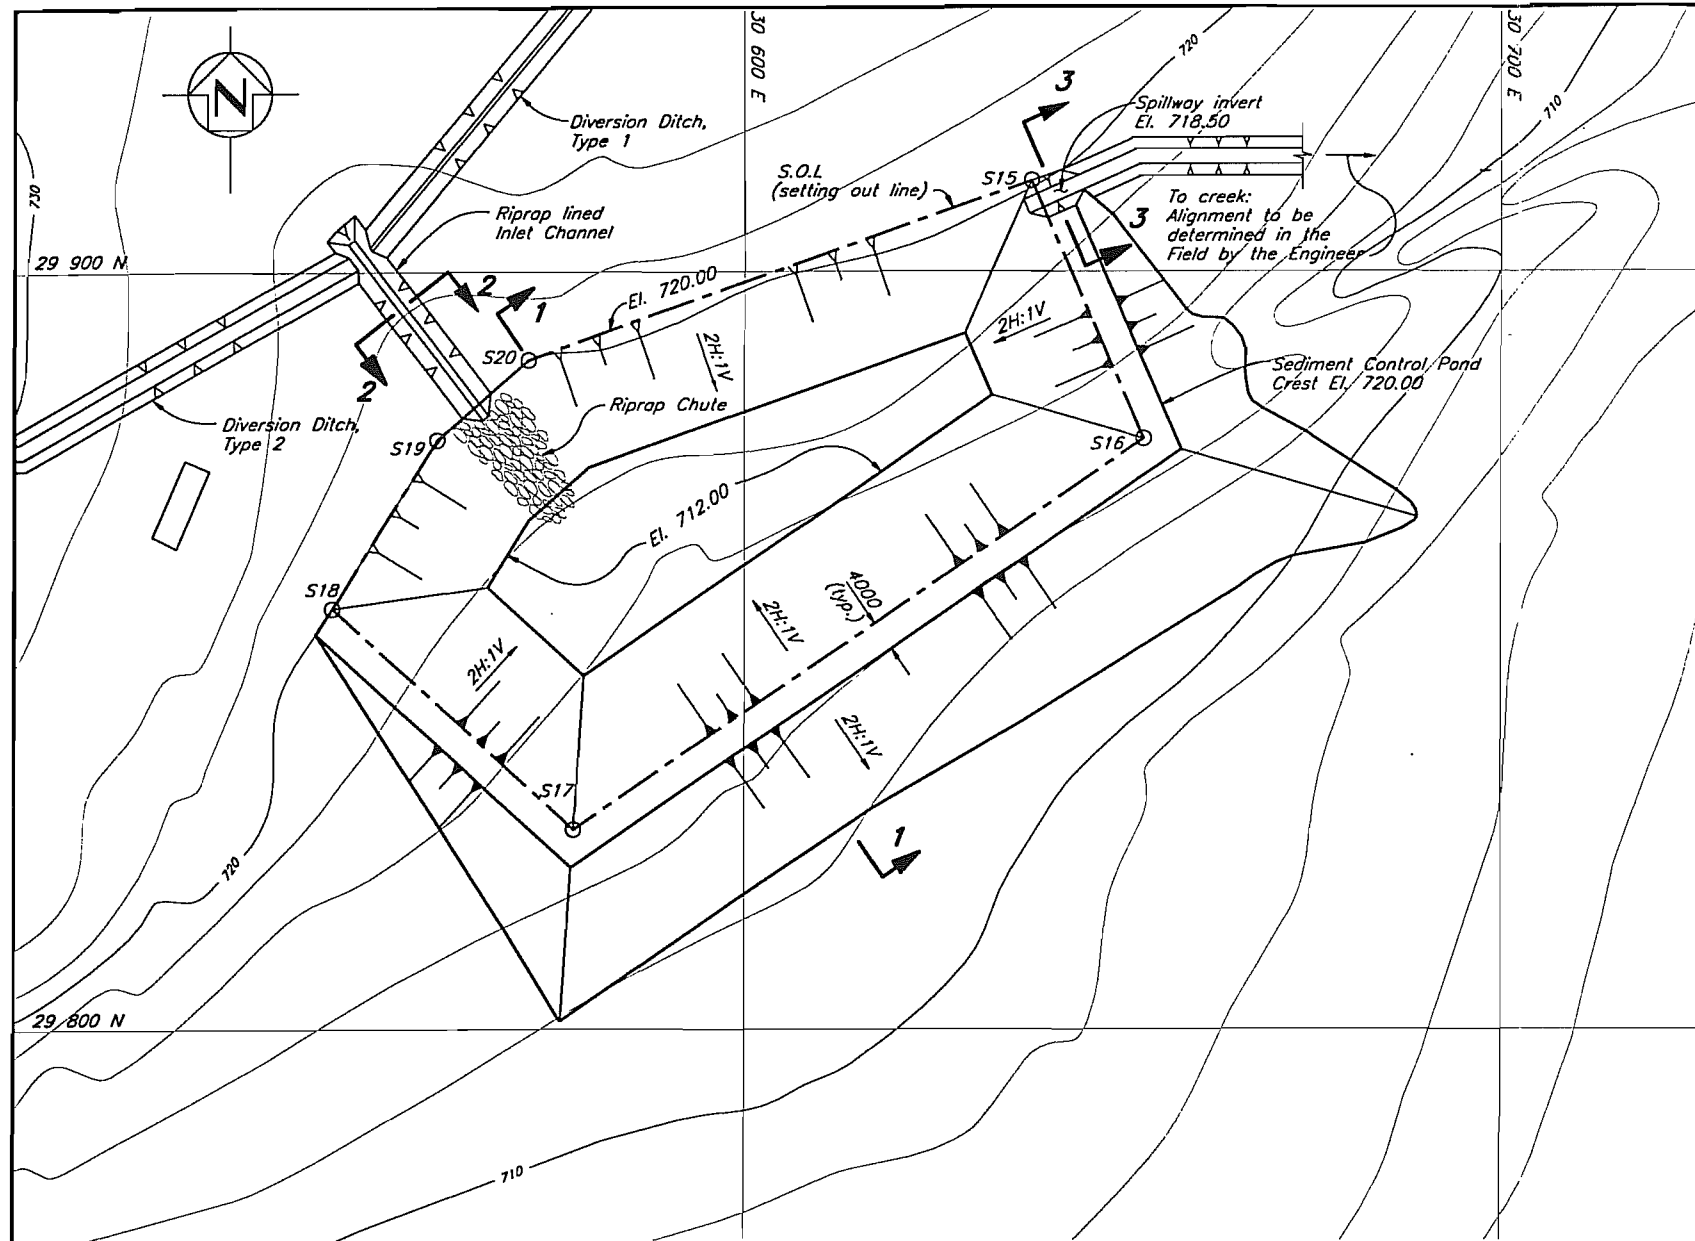 30 600 E
30 700 E
720
710
3
Spillway invert
El. 718.50
N
Diversion Ditch,
Type 1
730
S.O.L
(setting out line)
S15
To creek:
Alignment to be
determined in the
Field by the Engineer
3
Riprap lined
Inlet Channel
29 900 N
2
1
El. 720.00
2H:1V
2H:1V
S20
2
Sediment Control Pond
Crest El. 720.00
Riprap Chute
Diversion Ditch,
Type 2
S19
S16
El. 712.00
S18
4000
(typ.)
2H:1V
2H:1V
2H:1V
S17
1
720
29 800 N
710